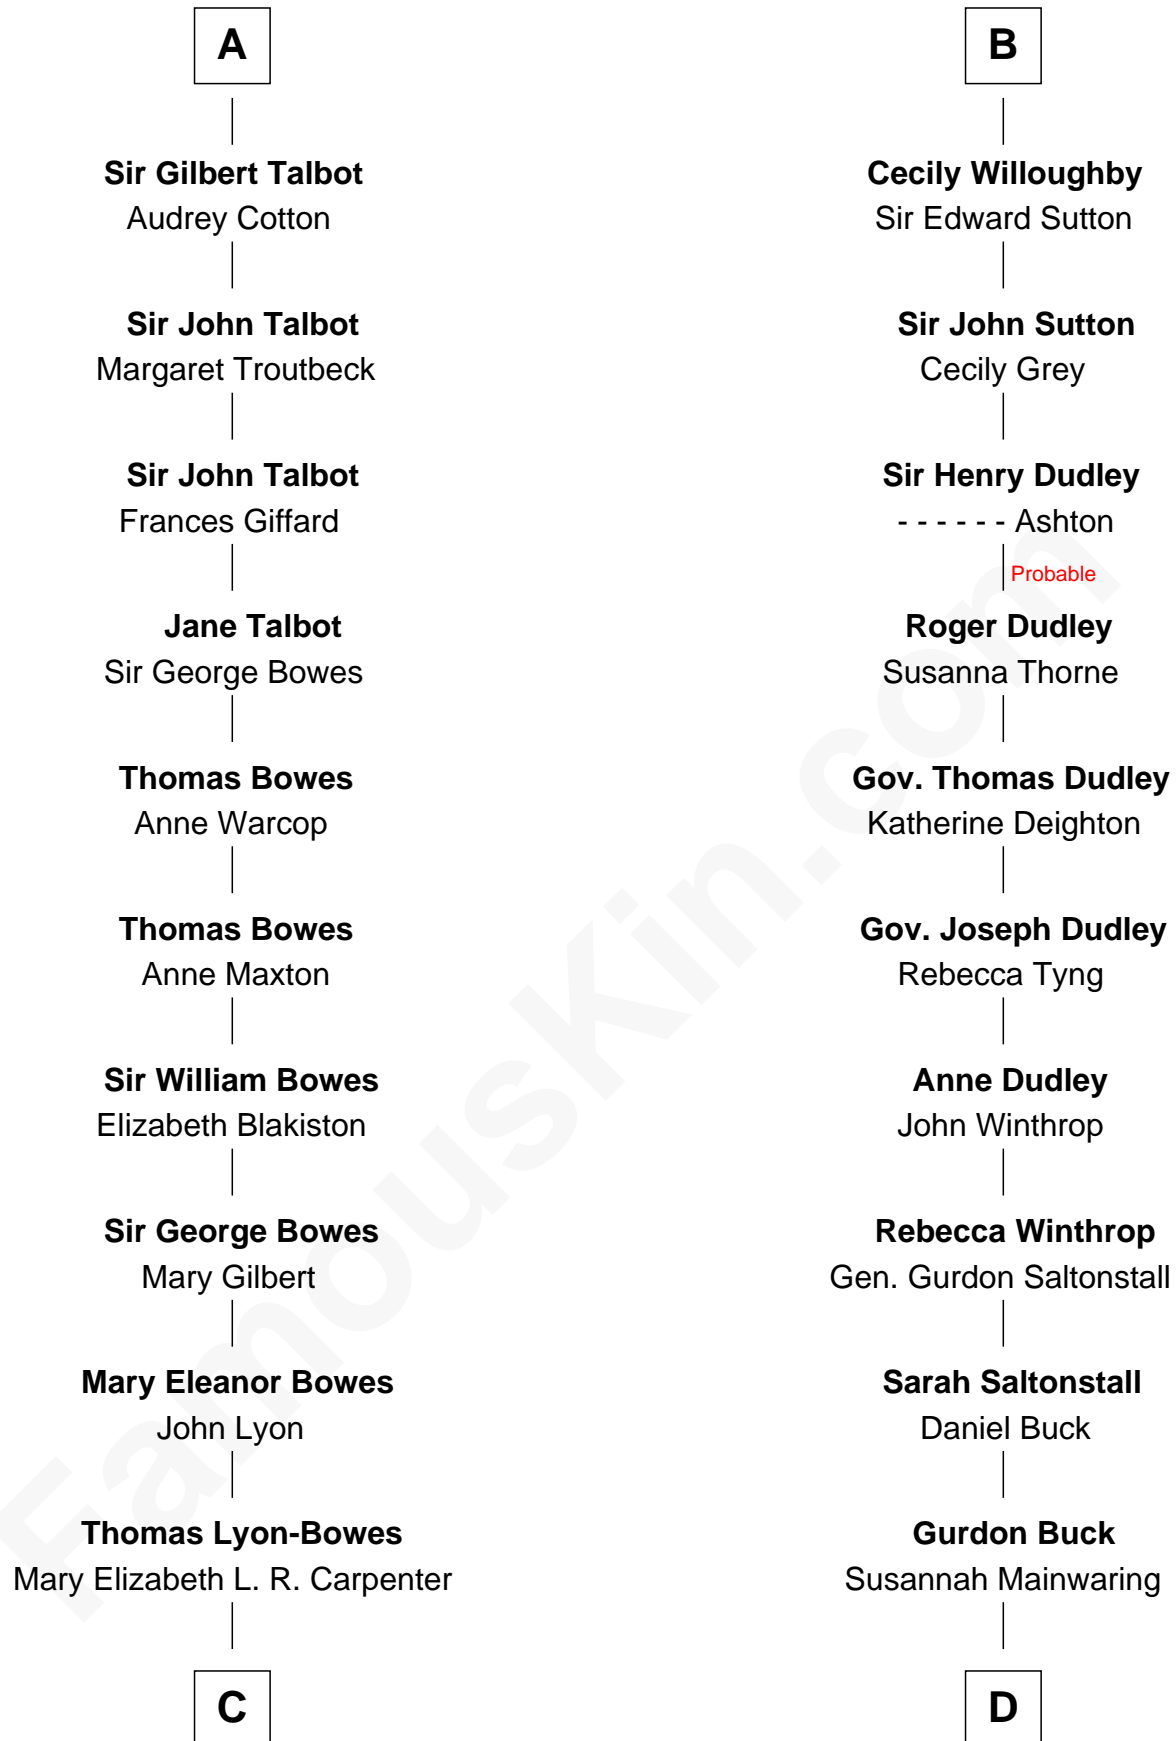 A
Sir Gilbert Talbot
Audrey Cotton
Sir John Talbot
Margaret Troutbeck
Sir John Talbot
Frances Giffard
Jane Talbot
Sir George Bowes
Thomas Bowes
Anne Warcop
Thomas Bowes
Anne Maxton
Sir William Bowes
Elizabeth Blakiston
Sir George Bowes
Mary Gilbert
Mary Eleanor Bowes
John Lyon
Thomas Lyon-Bowes
Mary Elizabeth L. R. Carpenter
C
B
Cecily Willoughby
Sir Edward Sutton
Sir John Sutton
Cecily Grey
Sir Henry Dudley
- - - - - - Ashton
Probable
Roger Dudley
Susanna Thorne
Gov. Thomas Dudley
Katherine Deighton
Gov. Joseph Dudley
Rebecca Tyng
Anne Dudley
John Winthrop
Rebecca Winthrop
Gen. Gurdon Saltonstall
Sarah Saltonstall
Daniel Buck
Gurdon Buck
Susannah Mainwaring
D
FamousKin.com